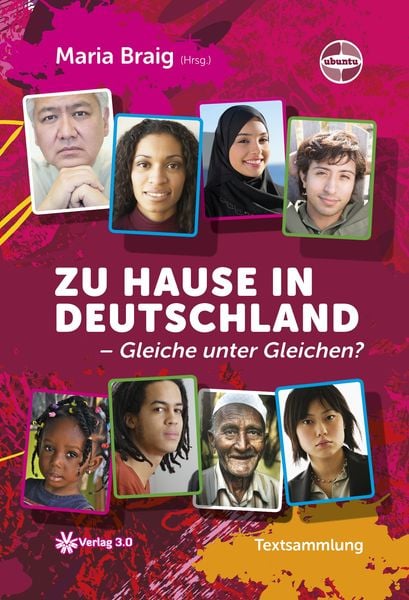 Maria Braig (Hrsg.)
ubuntu
ZU HAUSE IN
DEUTSCHLAND
– Gleiche unter Gleichen?
Verlag 3.0
Textsammlung